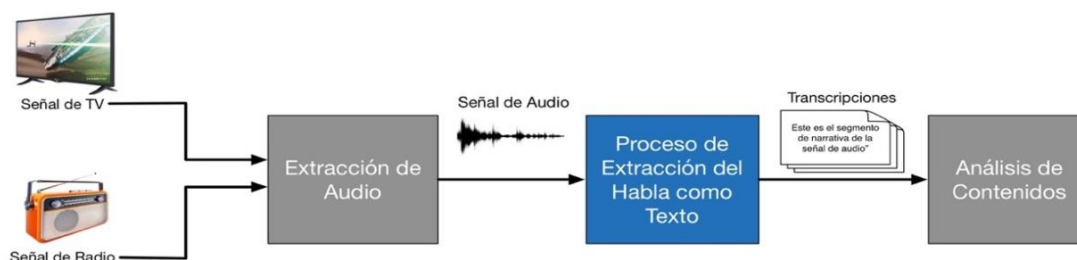 Señal de TV
Señal de Radio
Extracción de
Audio
Señal de Audio
Proceso de
Extracción del
Habla como
Texto
Transcripciones
Este es el segmento
de narrativa de la
señal de audio"
Análisis de
Contenidos